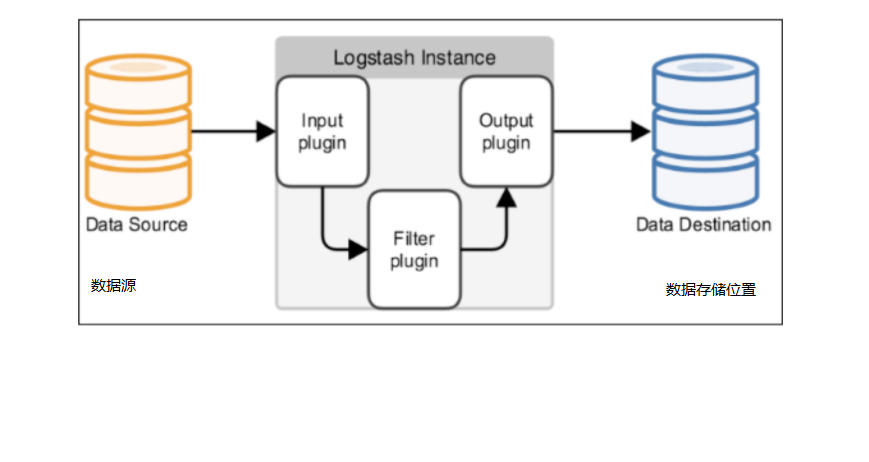 Logstash Instance
Input
plugin
Output
plugin
Filter
plugin
Data Source
Data Destination
数据源
数据存储位置